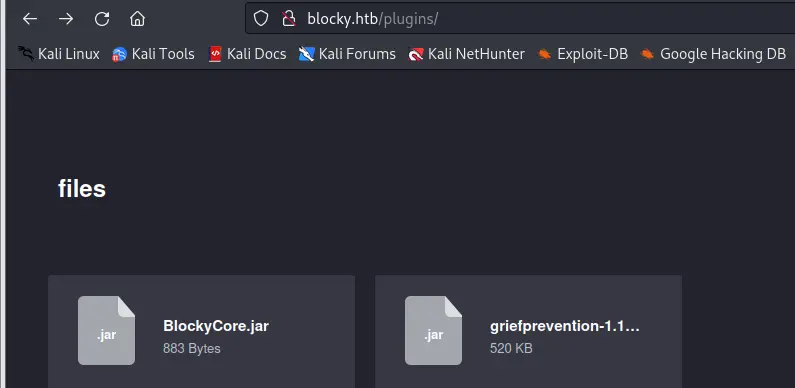 blocky.htb/plugins/
Kali Linux Kali Tools Kali Docs Kali Forums Kali NetHunter Exploit-DB Google Hacking DB
files
.jar BlockyCore.jar
883 Bytes
.jar griefprevention-1.1…
520 KB